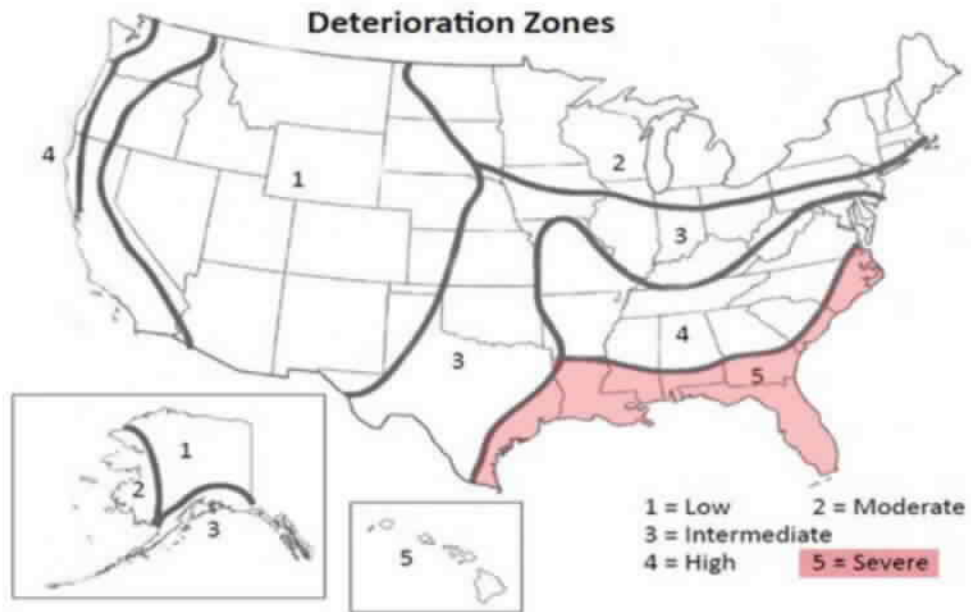 Deterioration Zones
4
1
2
3
4
3
5
1
2
3
5
1 = Low 2 = Moderate
3 = Intermediate
4 = High 5 = Severe